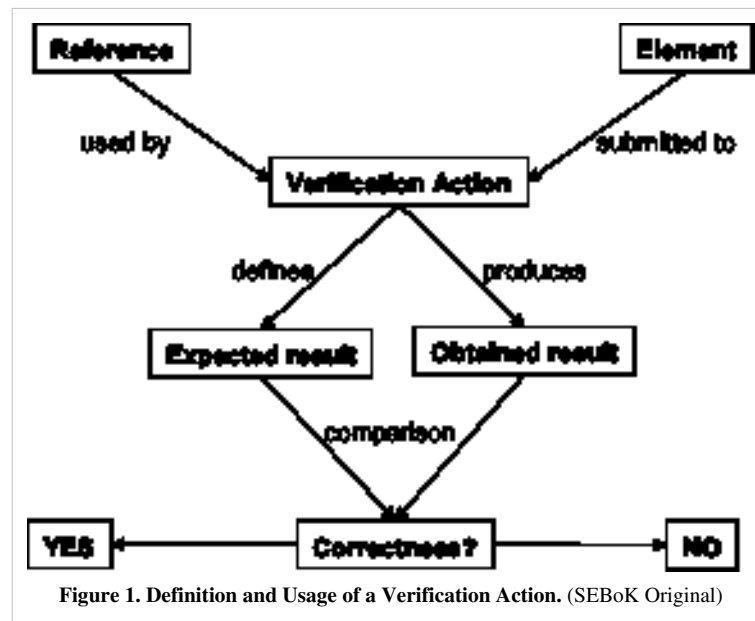 Reference
Element
used by
submitted to
Verification Action
defines
produces
Expected result
Obtained result
comparison
YES
Correctness?
NO
Figure 1. Definition and Usage of a Verification Action. (SEBoK Original)